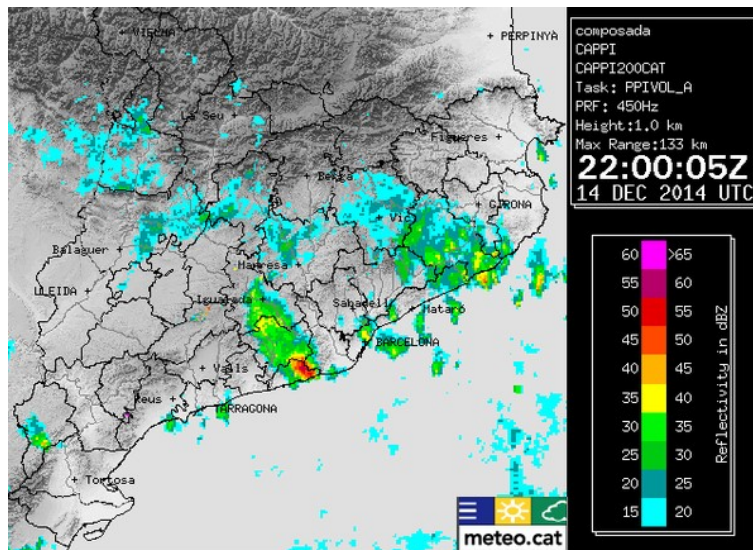 + VIELHA
+ PERPINYÀ
La Seu +
Figueres +
+ Berga
+ Vic
+ GIRONA
Balaguer +
Manresa +
LLEIDA +
Igualada +
Sabadell +
+ Mataró
+ BARCELONA
+ Valls
Reus +
+ TARRAGONA
+ Tortosa
meteo.cat
composada
CAPPI
CAPPI200CAT
Task: PPIVOL_A
PRF: 450Hz
Height:1.0 km
Max Range:133 km
22:00:05Z
14 DEC 2014 UTC
60 >65
55 60
50 55
45 50
40 45
35 40
30 35
25 30
20 25
15 20
Reflectivity in dBZ